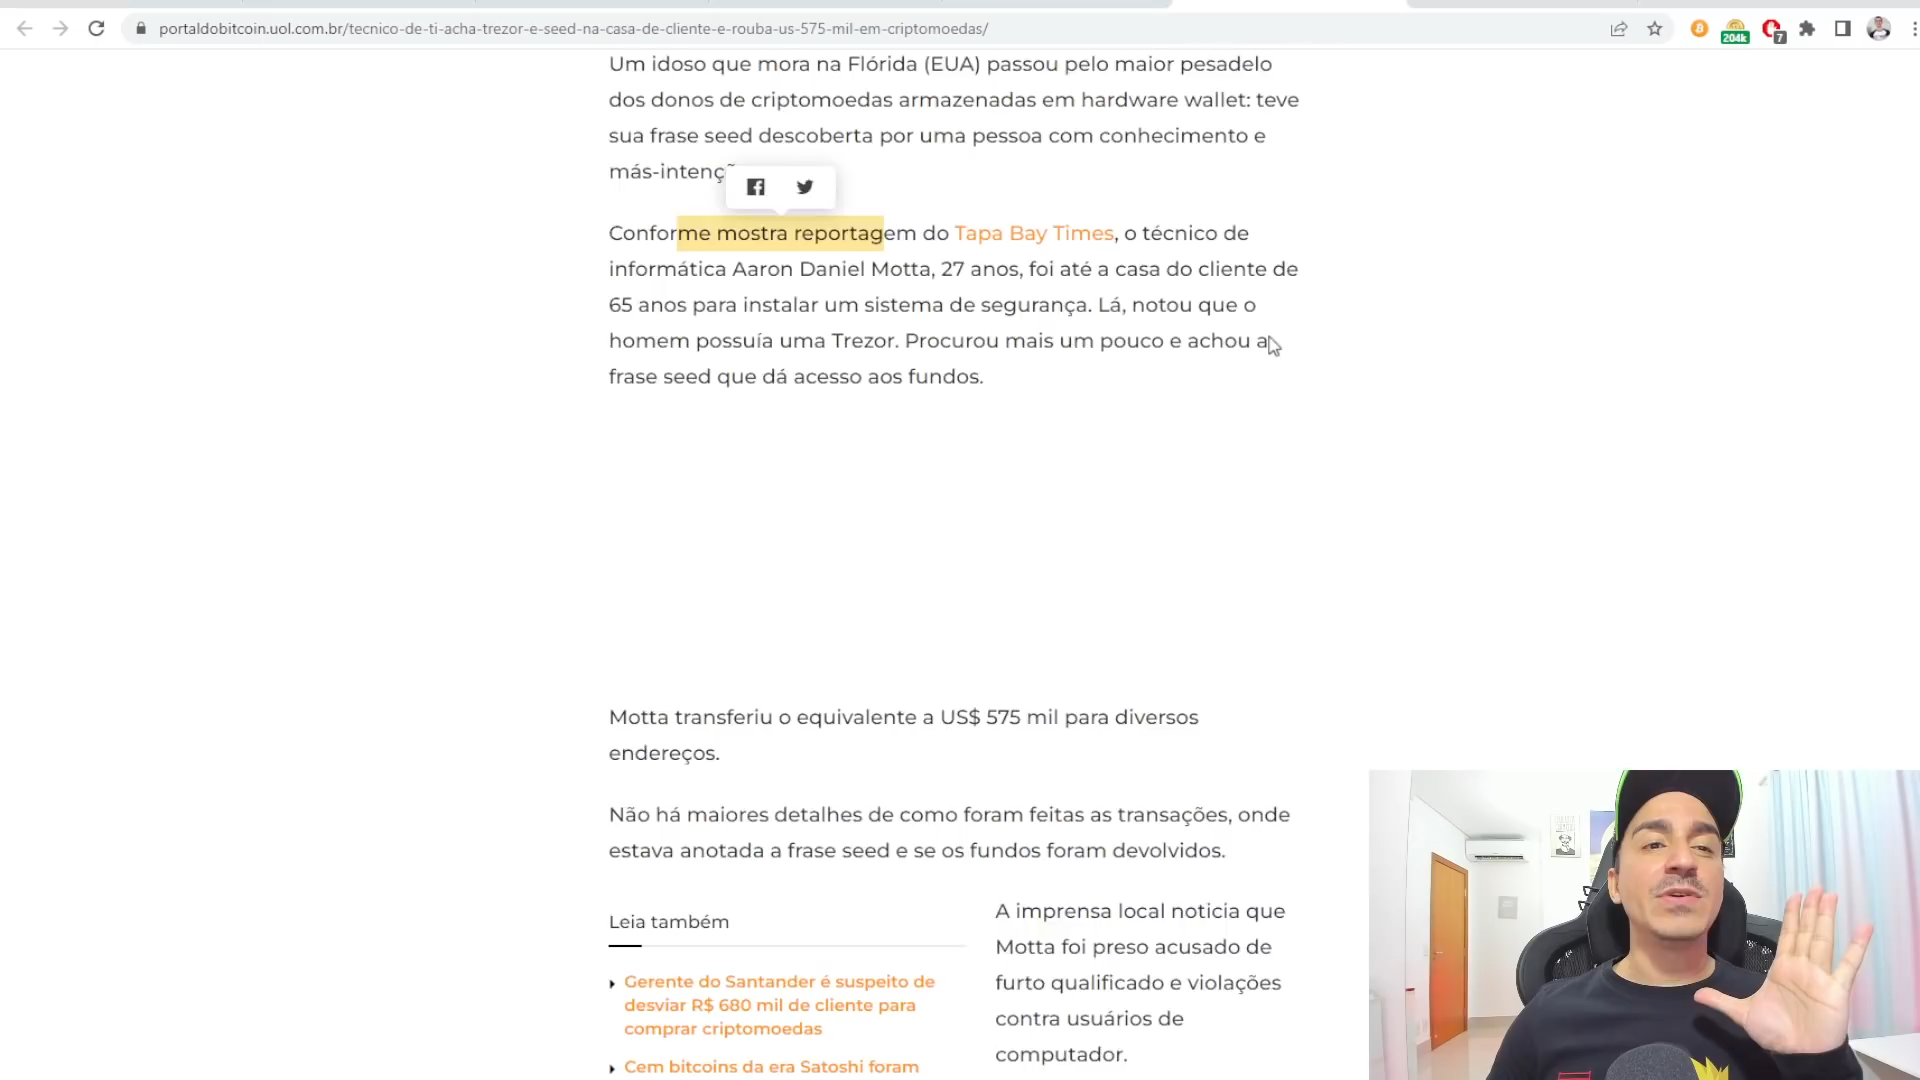 portaldobitcoin.uol.com.br/tecnico-de-ti-acha-trezor-e-seed-na-casa-de-cliente-e-rouba-us-575-mil-em-criptomoedas/
204k
7
Um idoso que mora na Flórida (EUA) passou pelo maior pesadelo
dos donos de criptomoedas armazenadas em hardware wallet: teve
sua frase seed descoberta por uma pessoa com conhecimento e
más-intenç
Conforme mostra reportagem do Tapa Bay Times, o técnico de
informática Aaron Daniel Motta, 27 anos, foi até a casa do cliente de
65 anos para instalar um sistema de segurança. Lá, notou que o
homem possuía uma Trezor. Procurou mais um pouco e achou a
frase seed que dá acesso aos fundos.
Motta transferiu o equivalente a US$ 575 mil para diversos
endereços.
Não há maiores detalhes de como foram feitas as transações, onde
estava anotada a frase seed e se os fundos foram devolvidos.
Leia também
Gerente do Santander é suspeito de
desviar R$ 680 mil de cliente para
comprar criptomoedas
Cem bitcoins da era Satoshi foram
A imprensa local noticia que
Motta foi preso acusado de
furto qualificado e violações
contra usuários de
computador.